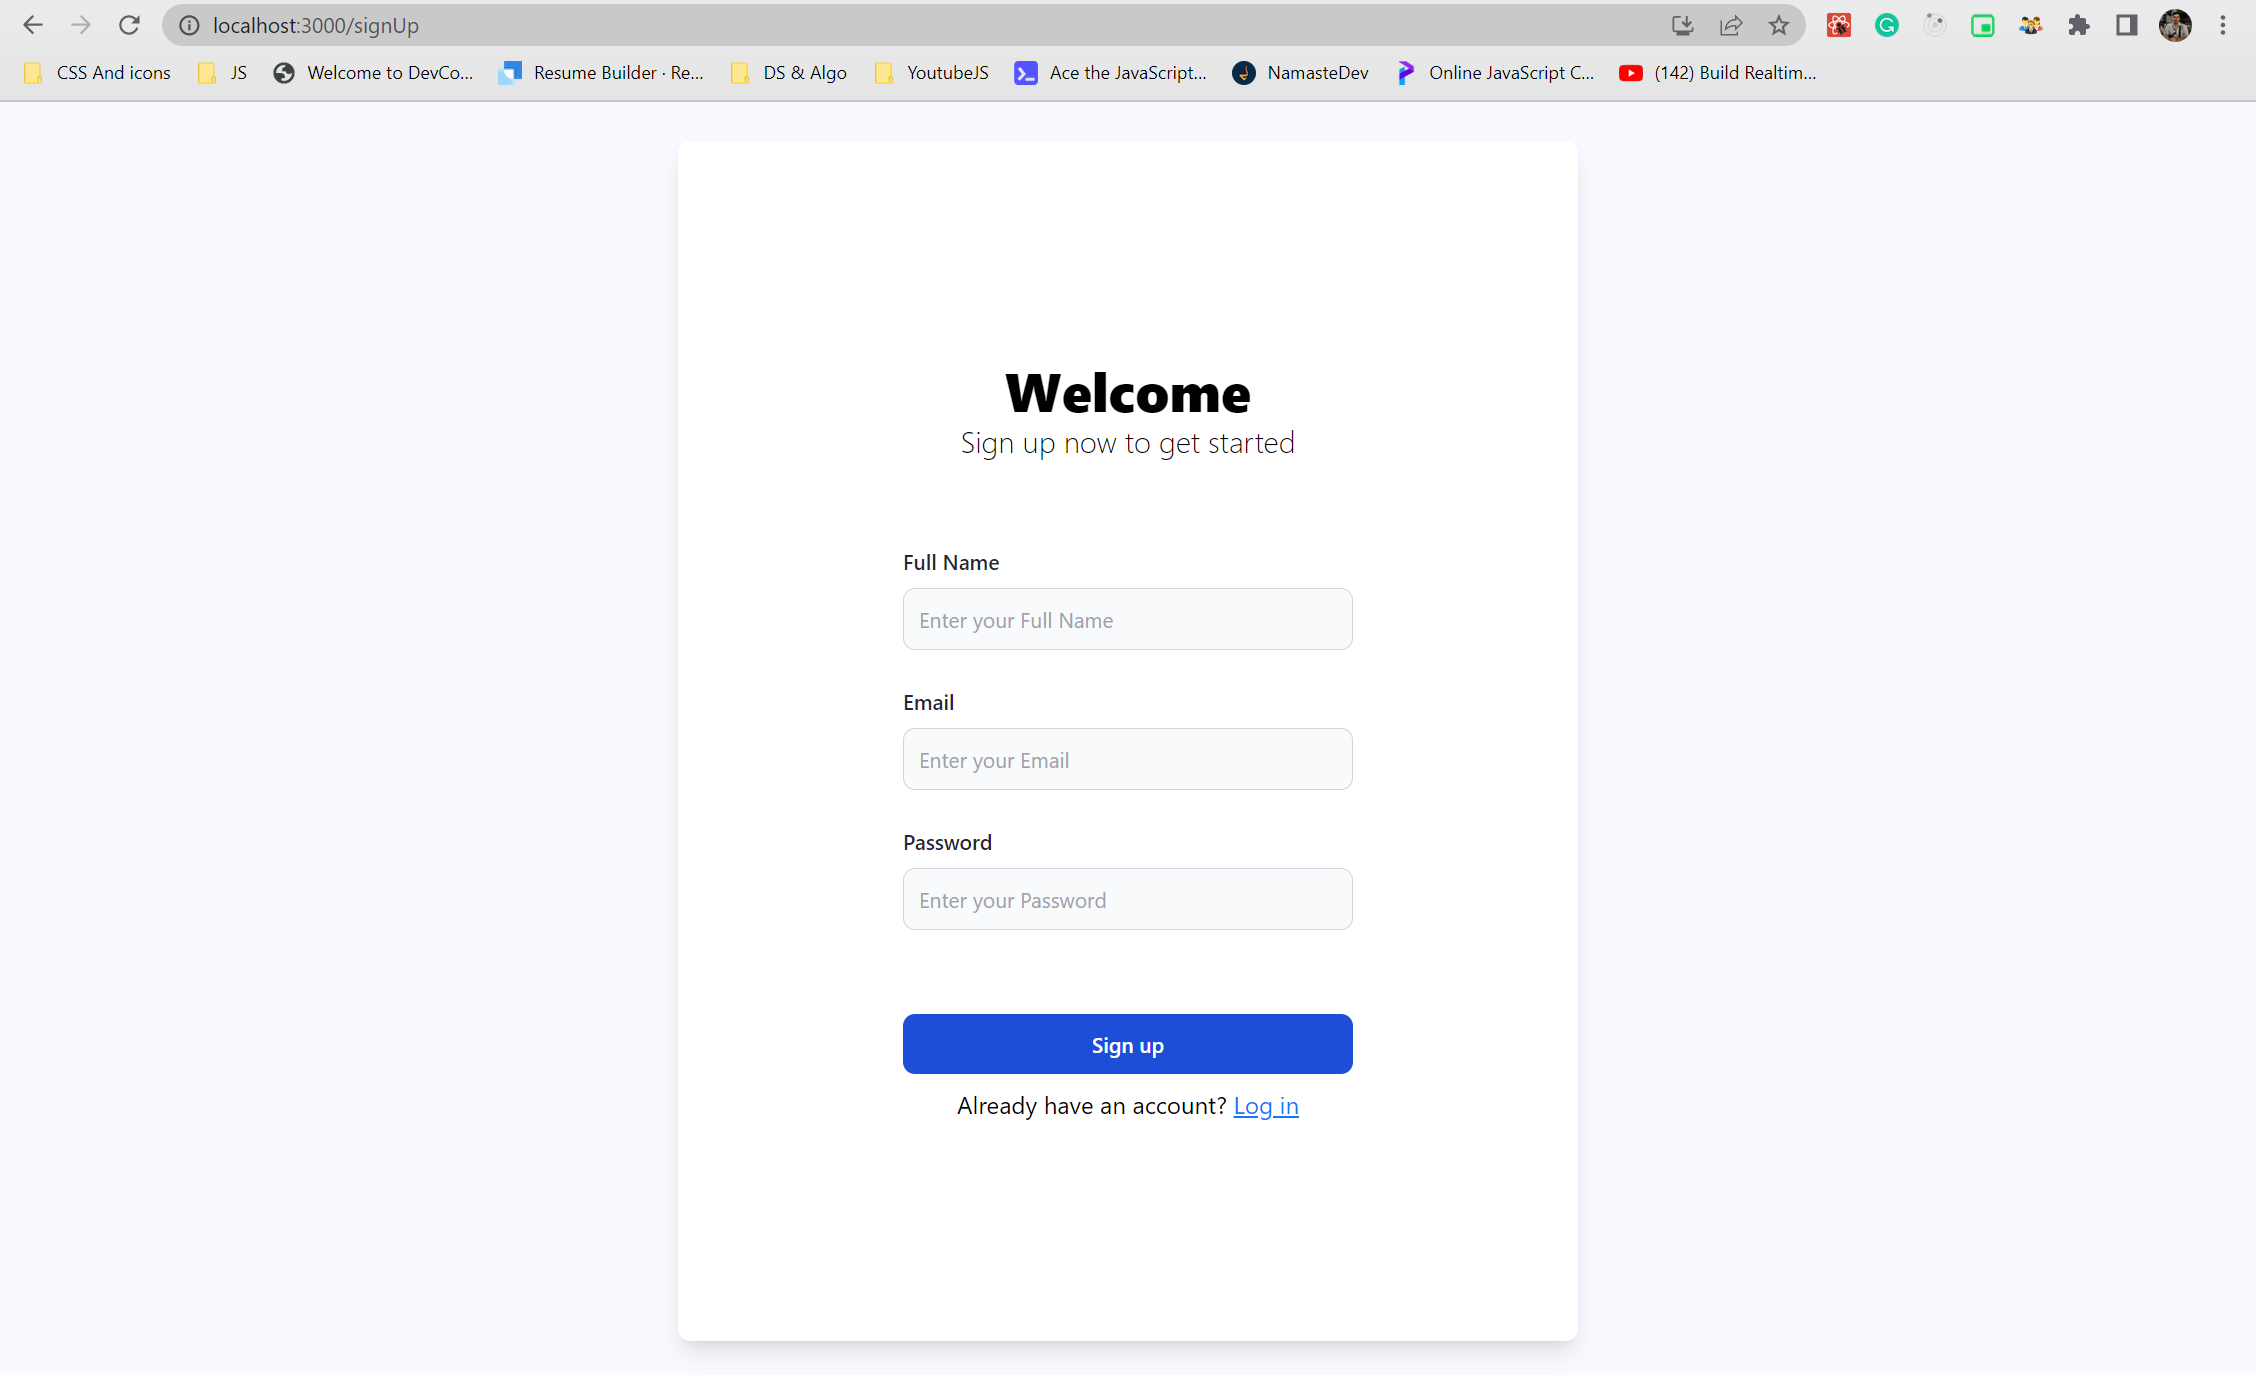 localhost:3000/signUp
CSS And icons JS Welcome to DevCo... Resume Builder · Re... DS & Algo YoutubeJS Ace the JavaScript... NamasteDev Online JavaScript C... (142) Build Realtim...
Welcome
Sign up now to get started
Full Name
Enter your Full Name
Email
Enter your Email
Password
Enter your Password
Sign up
Already have an account? Log in